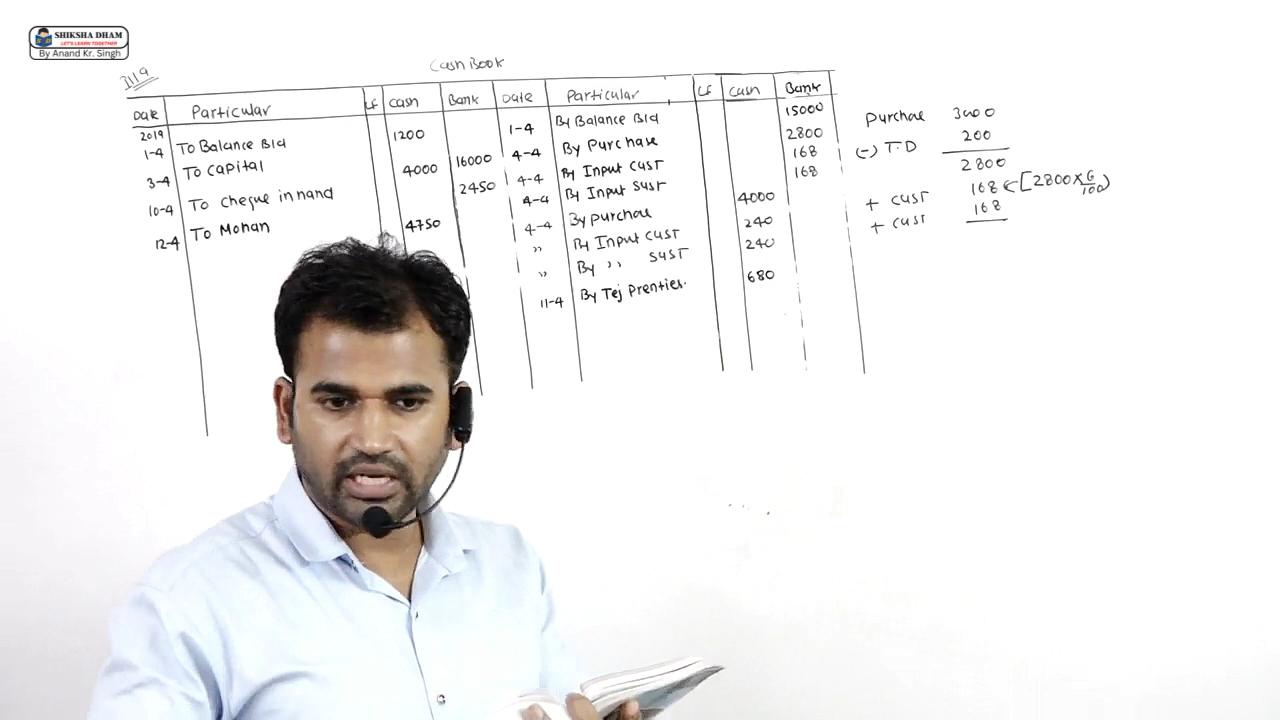 SHIKSHA DHAM
LET'S LEARN TOGETHER
By Anand Kr. Singh
Cash Book
Date Particular LF Cash Bank Date Particular LF Cash Bank
2019
1-4 To Balance B/d 1200 1-4 By Balance B/d 15000
3-4 To Capital 4000 16000 4-4 By Purchase 2800
10-4 To Cheque in hand 2450 4-4 By Input CGST 168
12-4 To Mohan 4750 4-4 By Input SGST 168
4-4 By Purchase 4000
,, By Input CGST 240
,, By ,, SGST 240
11-4 By Tej Prenties. 680
Purchase 3000
(-) T.D 200
2800
+ CGST 168 ← [2800×6/100)
+ CGST 168